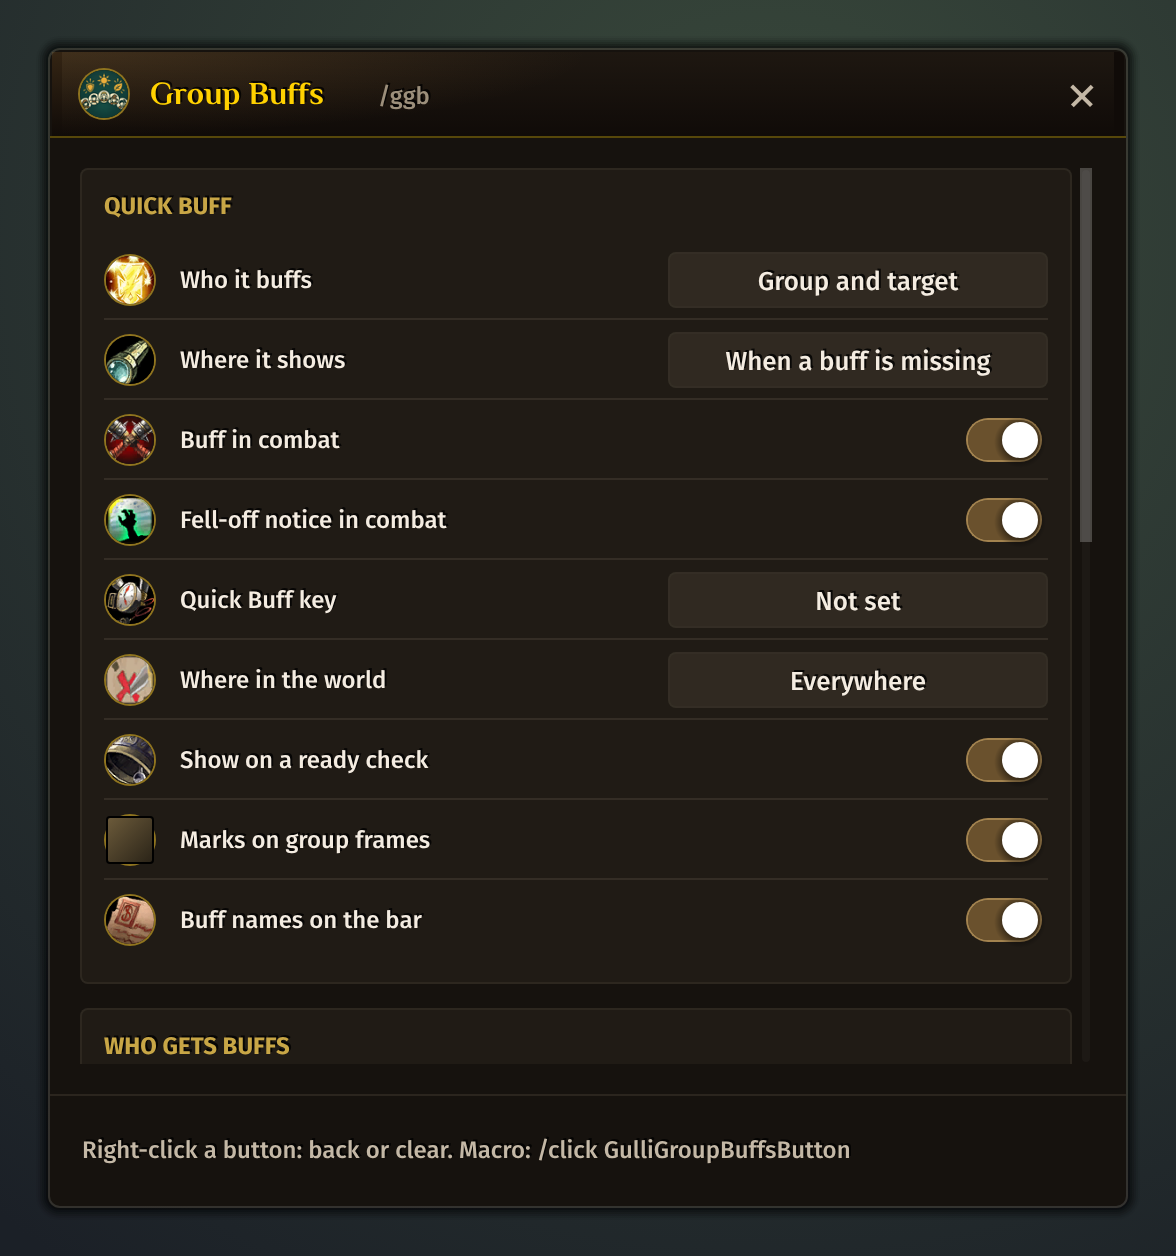 Group Buffs /ggb
QUICK BUFF
Who it buffs Group and target
Where it shows When a buff is missing
Buff in combat
Fell-off notice in combat
Quick Buff key Not set
Where in the world Everywhere
Show on a ready check
Marks on group frames
Buff names on the bar
WHO GETS BUFFS
Right-click a button: back or clear. Macro: /click GulliGroupBuffsButton